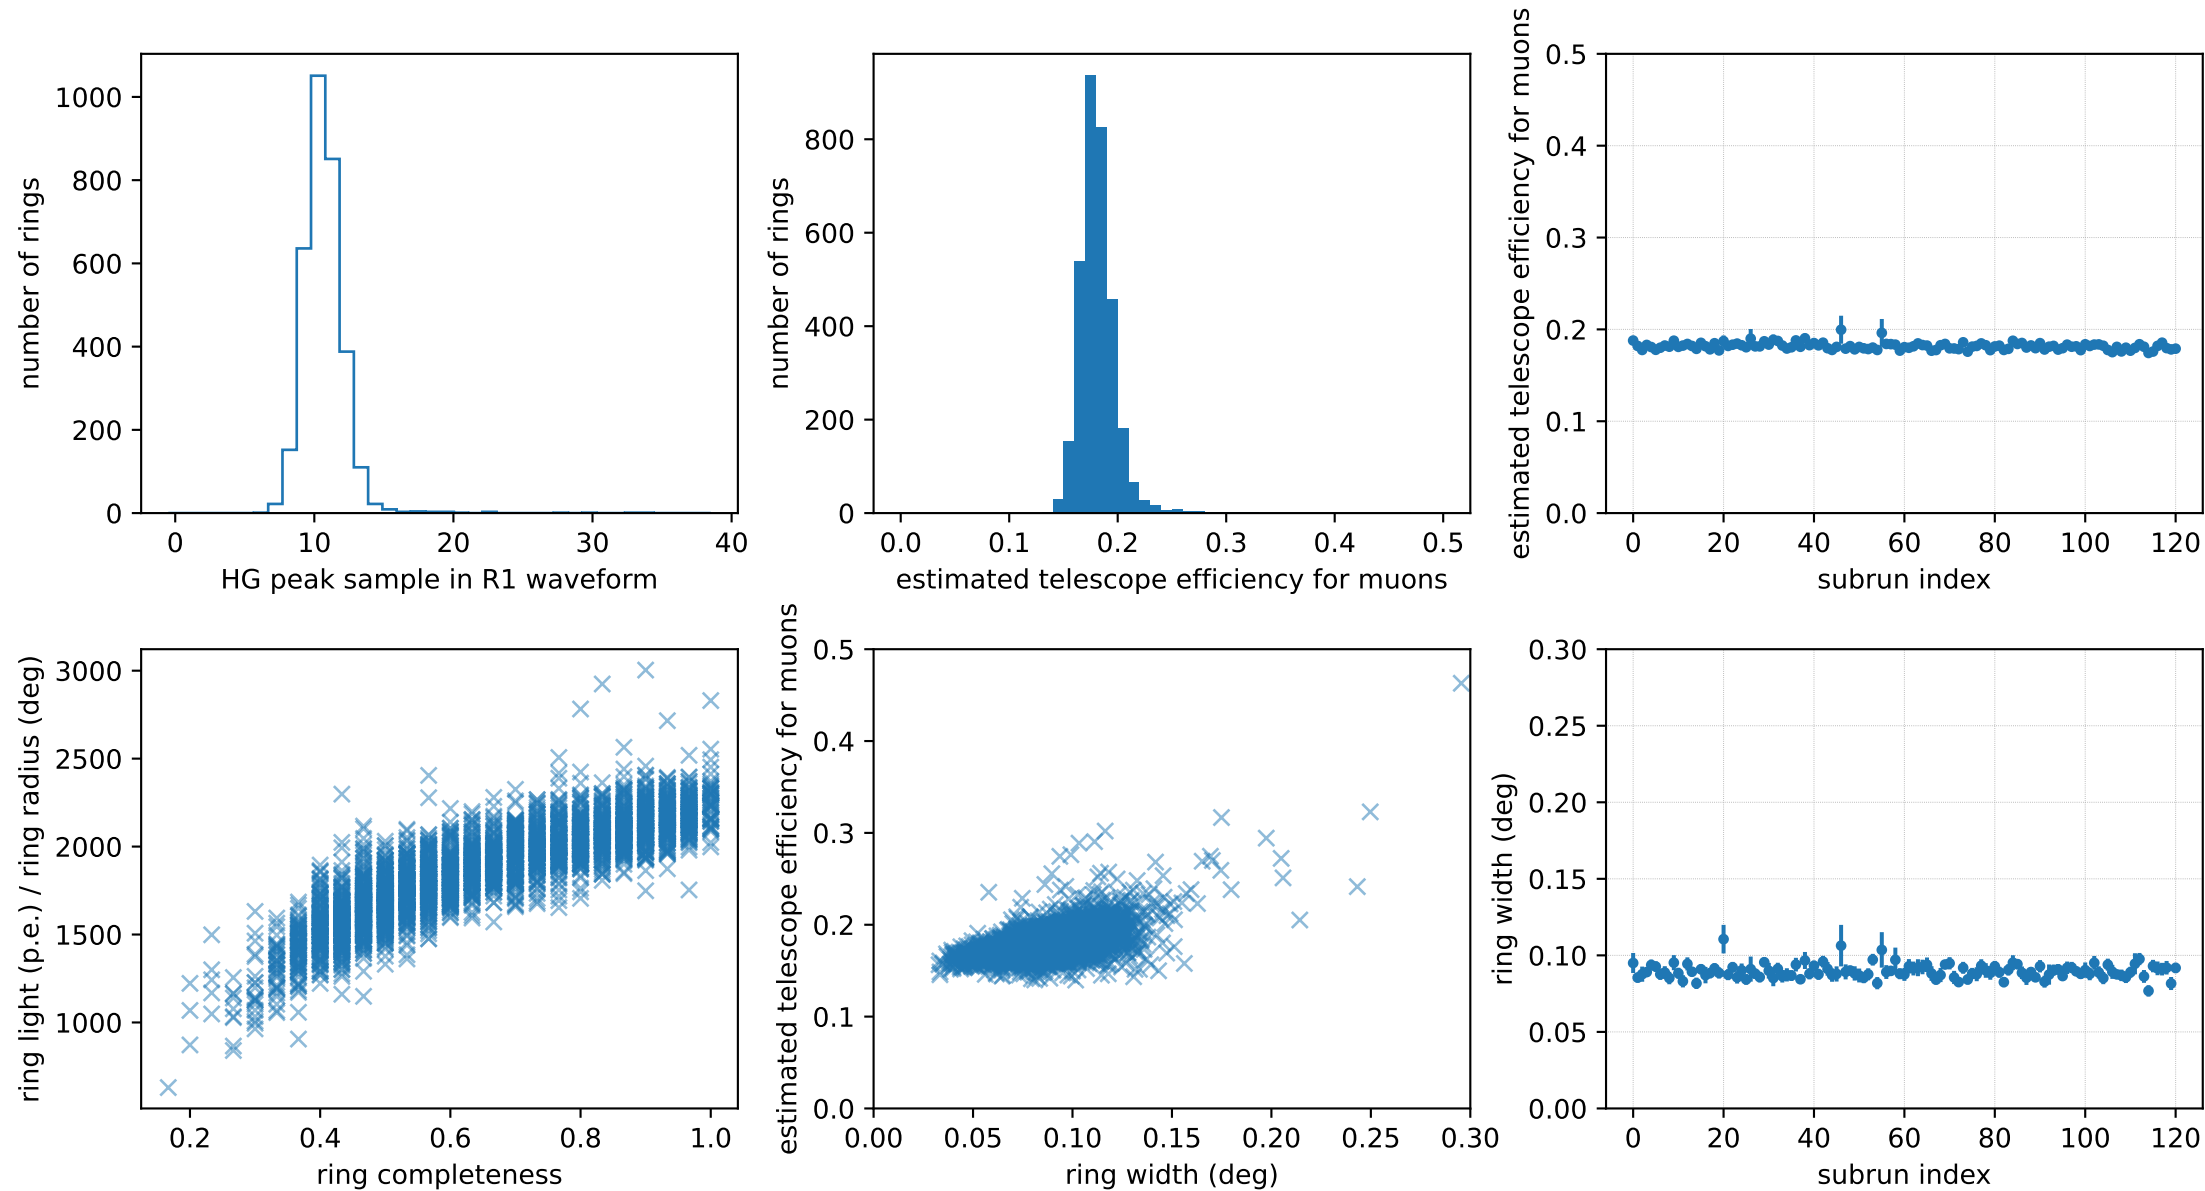 number of rings
1000
800
600
400
200
0
0 10 20 30 40
HG peak sample in R1 waveform
number of rings
800
600
400
200
0
0.0 0.1 0.2 0.3 0.4 0.5
estimated telescope efficiency for muons
estimated telescope efficiency for muons
0.5
0.4
0.3
0.2
0.1
0.0
0 20 40 60 80 100 120
subrun index
ring light (p.e.) / ring radius (deg)
3000
2500
2000
1500
1000
0.2 0.4 0.6 0.8 1.0
ring completeness
estimated telescope efficiency for muons
0.5
0.4
0.3
0.2
0.1
0.0
0.00 0.05 0.10 0.15 0.20 0.25 0.30
ring width (deg)
ring width (deg)
0.30
0.25
0.20
0.15
0.10
0.05
0.00
0 20 40 60 80 100 120
subrun index